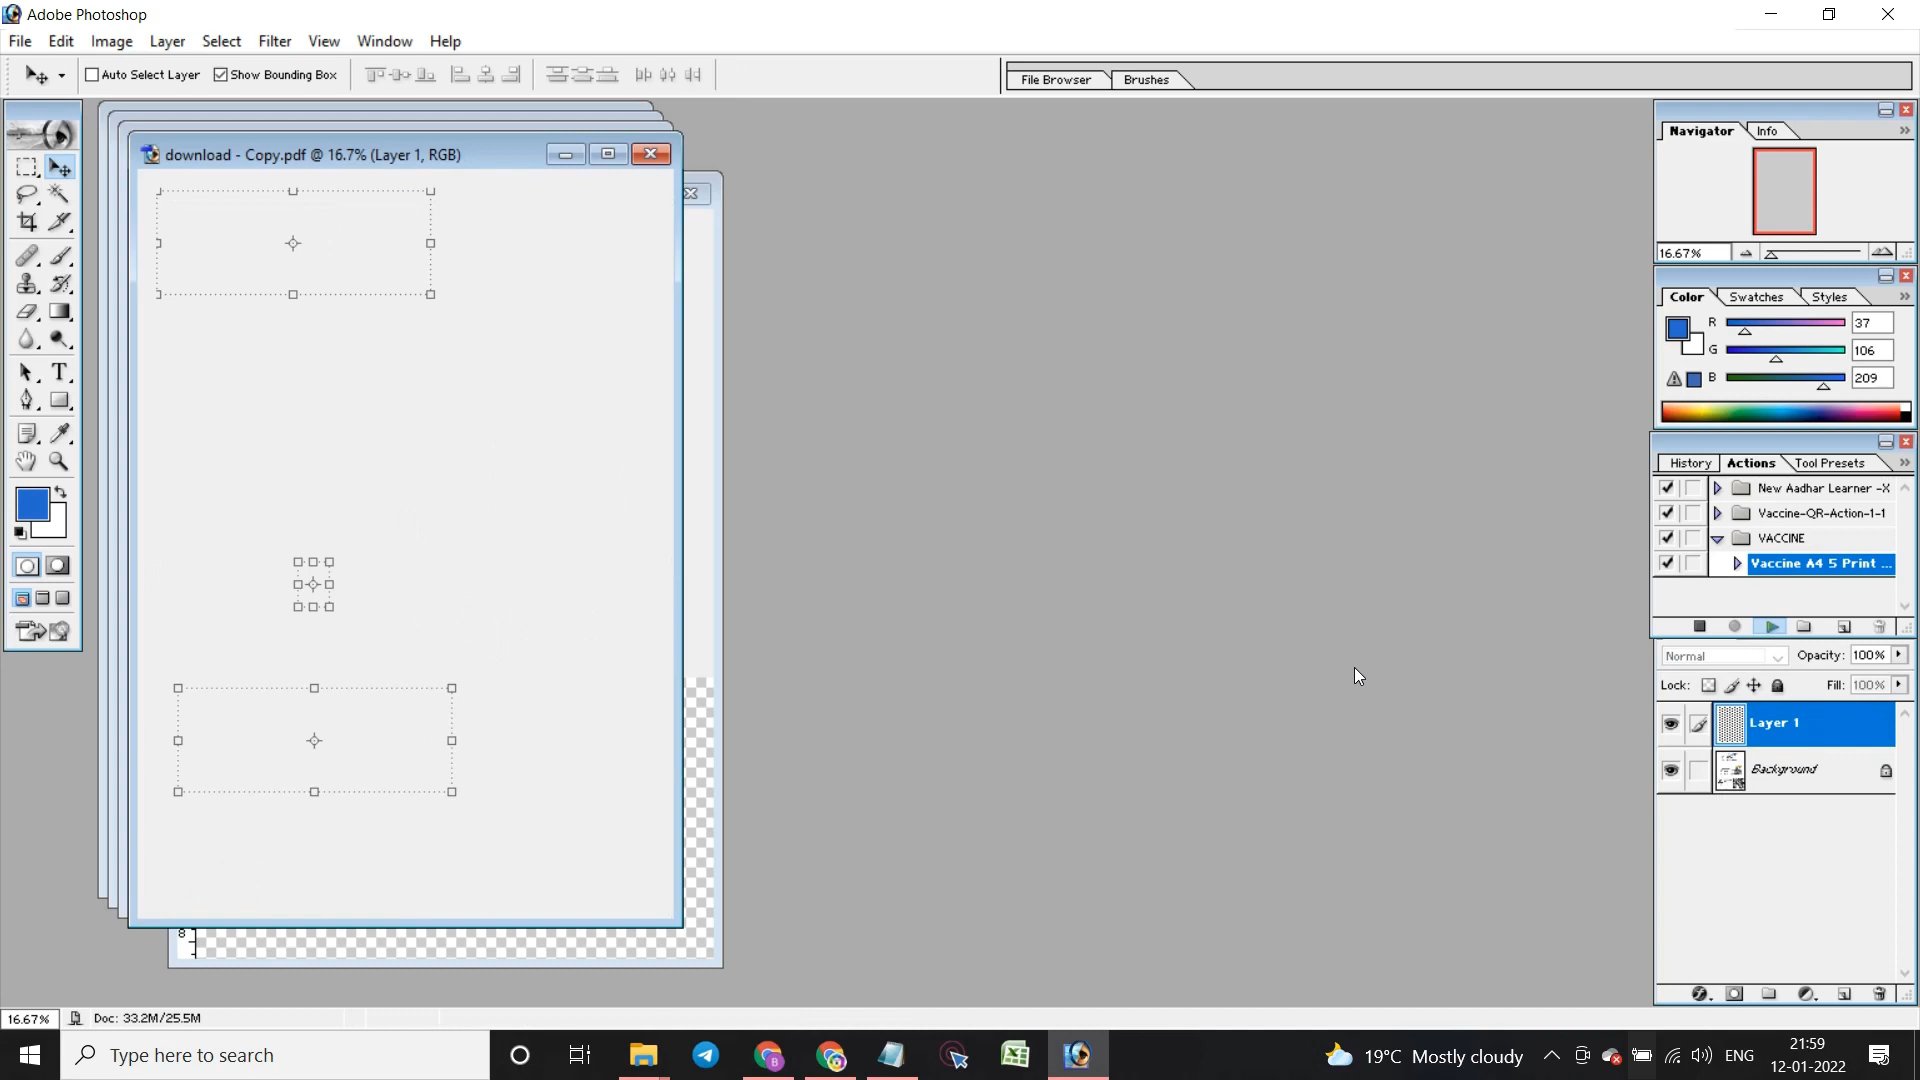 Adobe Photoshop
File Edit Image Layer Select Filter View Window Help
Auto Select Layer Show Bounding Box File Browser Brushes
download - Copy.pdf @ 16.7% (Layer 1, RGB)
Navigator Info
16.67%
Color Swatches Styles
R 37
G 106
B 209
History Actions Tool Presets
New Aadhar Learner -X
Vaccine-QR-Action-1-1
VACCINE
Vaccine A4 5 Print ...
Normal Opacity: 100%
Lock: Fill: 100%
Layer 1
Background
8
16.67% Doc: 33.2M/25.5M
Type here to search
19°C Mostly cloudy ENG
21:59
12-01-2022